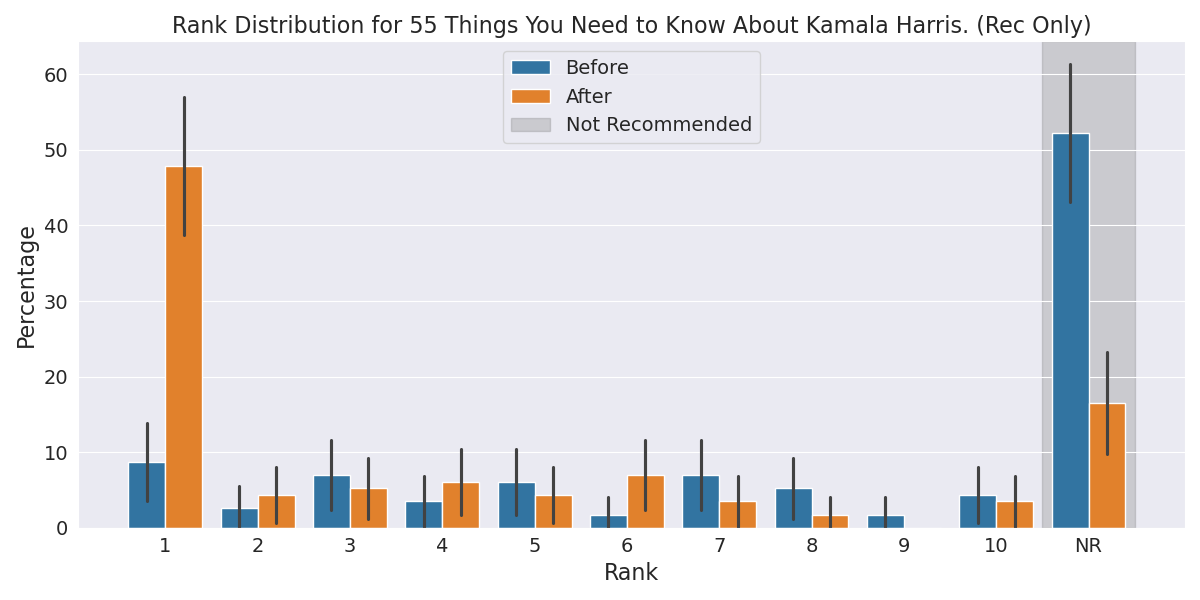 Rank Distribution for 55 Things You Need to Know About Kamala Harris. (Rec Only)
Before
After
Not Recommended
Percentage
60
50
40
30
20
10
0
1 2 3 4 5 6 7 8 9 10 NR
Rank